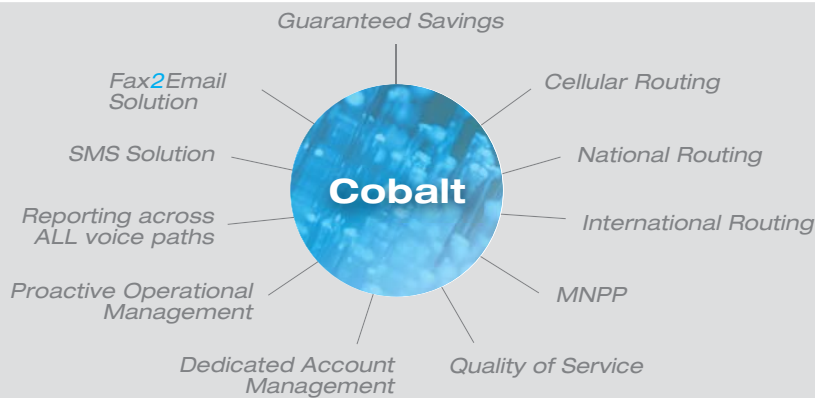 Guaranteed Savings
Fax2Email
Solution
Cellular Routing
SMS Solution
National Routing
Cobalt
Reporting across
ALL voice paths
International Routing
Proactive Operational
Management
MNPP
Dedicated Account
Management
Quality of Service